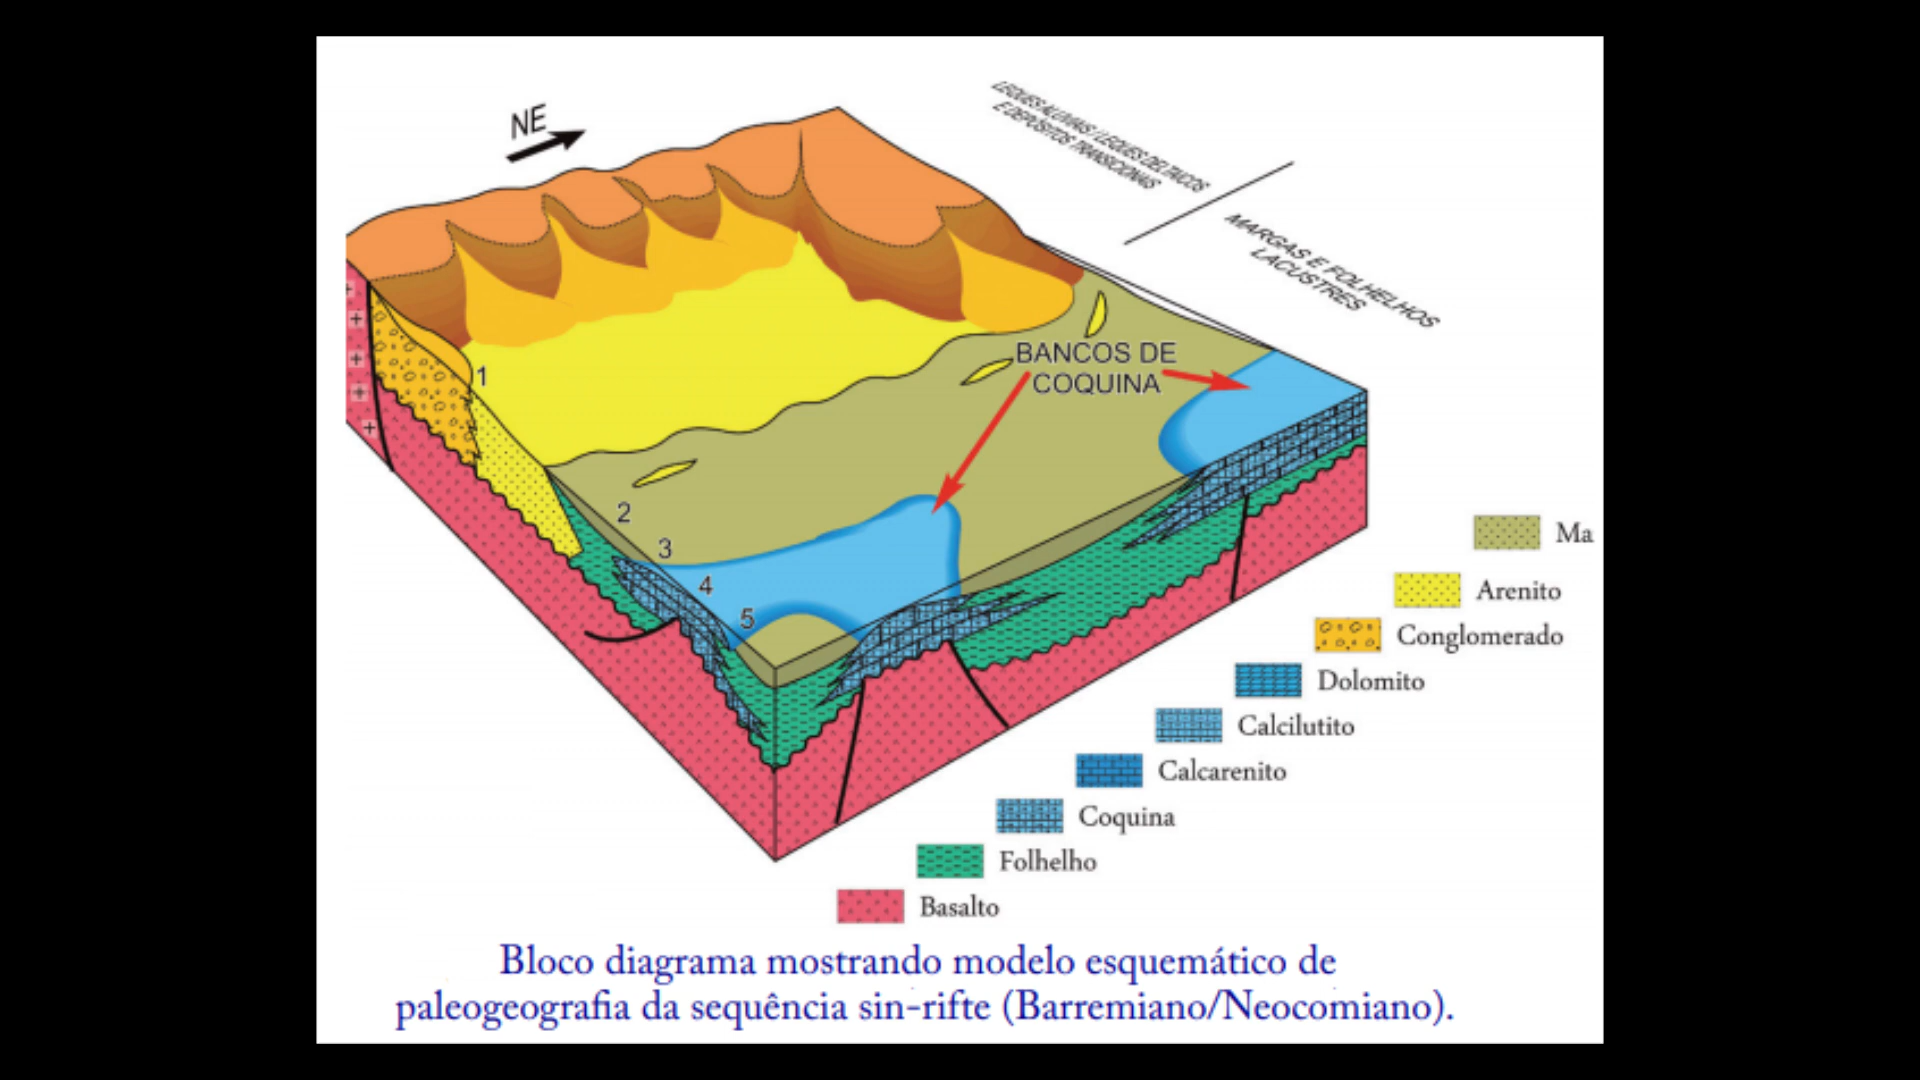 NE
LEQUES ALUVIAIS / LEQUES DELTAICOS
E DEPÓSITOS TRANSICIONAIS
MARGAS E FOLHELHOS
LACUSTRES
BANCOS DE
COQUINA
1
2
3
4
5
Ma
Arenito
Conglomerado
Dolomito
Calcilutito
Calcarenito
Coquina
Folhelho
Basalto
Bloco diagrama mostrando modelo esquemático de
paleogeografia da sequência sin-rifte (Barremiano/Neocomiano).